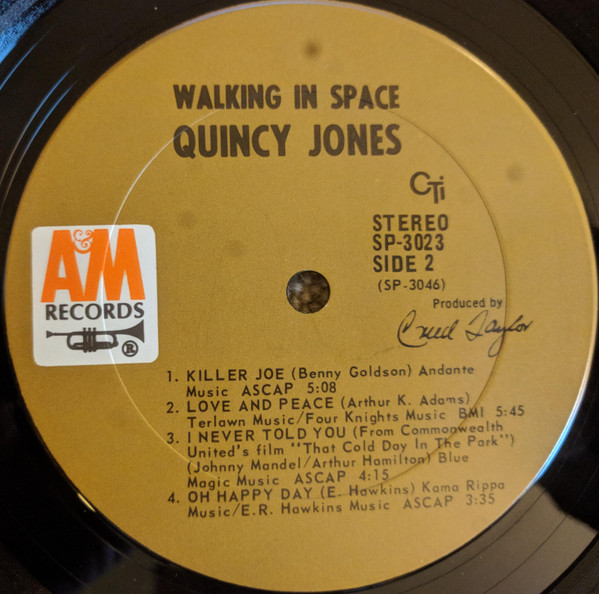 WALKING IN SPACE
QUINCY JONES
CTi
STEREO
SP-3023
SIDE 2
(SP-3046)
Produced by
Creed Taylor
A&M
RECORDS
®
1. KILLER JOE (Benny Goldson) Andante
Music ASCAP 5:08
2. LOVE AND PEACE (Arthur K. Adams)
Terlawn Music/Four Knights Music BMI 5:45
3. I NEVER TOLD YOU (From Commonwealth
United's film "That Cold Day In The Park")
(Johnny Mandel/Arthur Hamilton) Blue
Magic Music ASCAP 4:15
4. OH HAPPY DAY (E. Hawkins) Kama Rippa
Music/E.R. Hawkins Music ASCAP 3:35